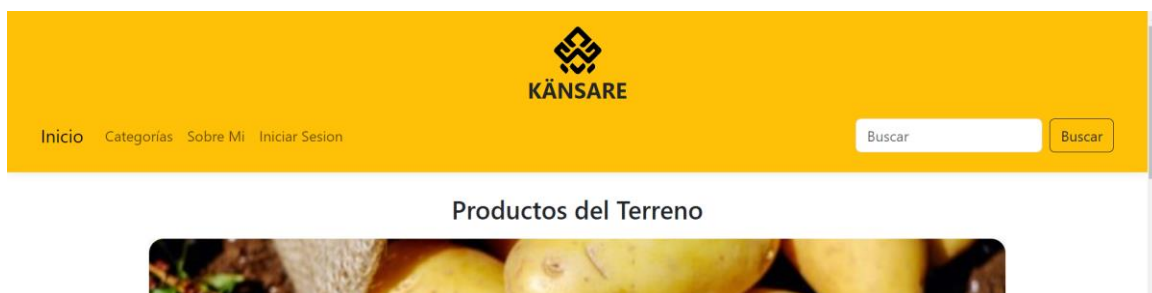 KÄNSARE
Inicio Categorías Sobre Mi Iniciar Sesion Buscar Buscar
Productos del Terreno